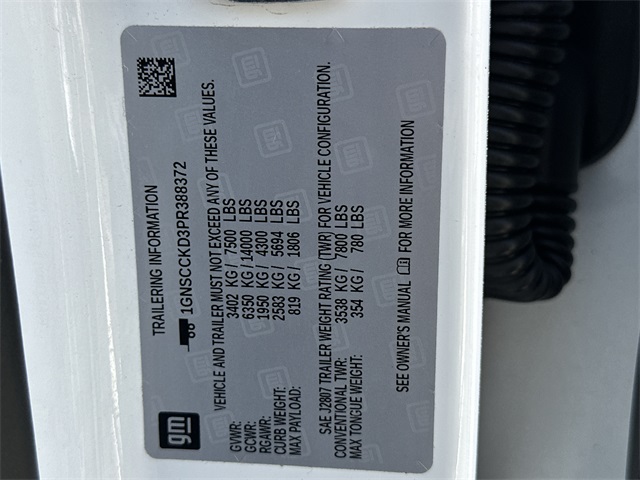 TRAILERING INFORMATION
1GNSCCKD3PR388372
VEHICLE AND TRAILER MUST NOT EXCEED ANY OF THESE VALUES.
GVWR: 3402 KG / 7500 LBS
GCWR: 6350 KG / 14000 LBS
RGAWR: 1950 KG / 4300 LBS
CURB WEIGHT: 2583 KG / 5694 LBS
MAX PAYLOAD: 819 KG / 1806 LBS
SAE J2807 TRAILER WEIGHT RATING (TWR) FOR VEHICLE CONFIGURATION.
CONVENTIONAL TWR: 3538 KG / 7800 LBS
MAX TONGUE WEIGHT: 354 KG / 780 LBS
SEE OWNER'S MANUAL FOR MORE INFORMATION
gm